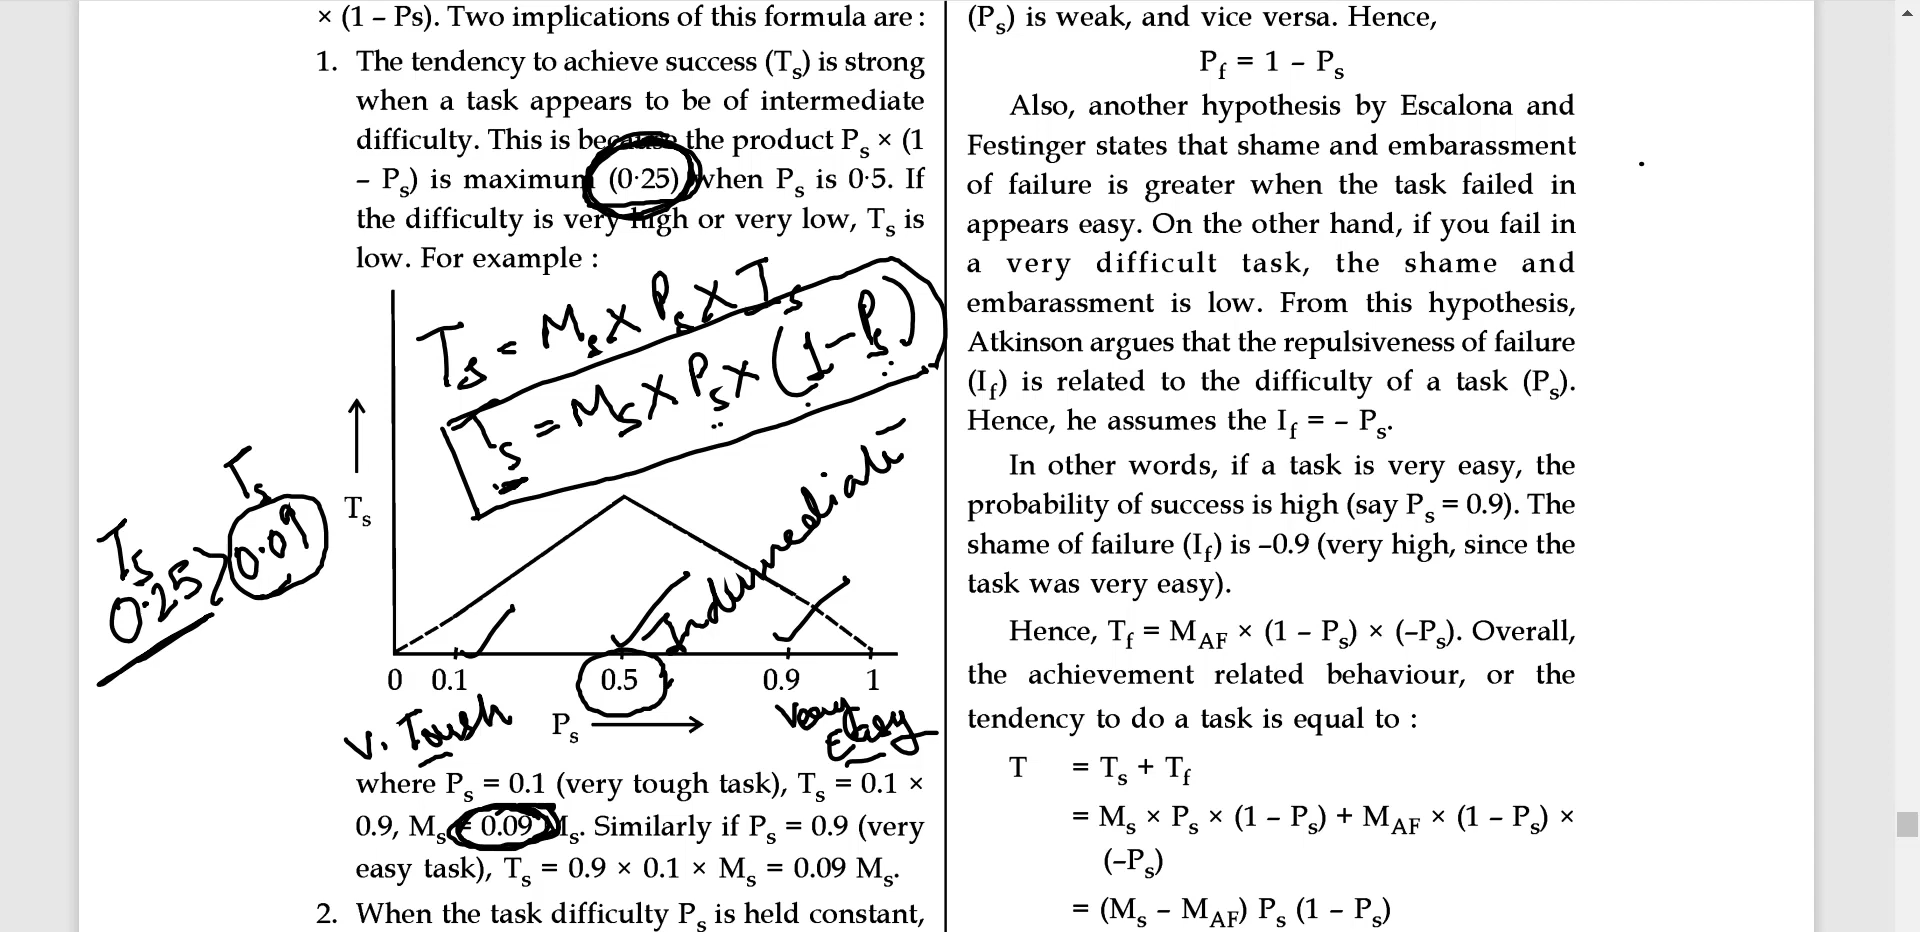 × (1 – Ps). Two implications of this formula are :
1. The tendency to achieve success (Ts) is strong
when a task appears to be of intermediate
difficulty. This is because the product Ps × (1
– Ps) is maximum (0·25) when Ps is 0·5. If
the difficulty is very high or very low, Ts is
low. For example :
Ts = Ms × Ps × Is
Ts = Ms × Ps × (1 – Ps)
Intermediate
Ts
Ts
Ts
0.25 > 0.09
0 0.1 0.5 0.9 1
V. Tough
Ps
Very
Easy
where Ps = 0.1 (very tough task), Ts = 0.1 ×
0.9, Ms = 0.09 Ms. Similarly if Ps = 0.9 (very
easy task), Ts = 0.9 × 0.1 × Ms = 0.09 Ms.
2. When the task difficulty Ps is held constant,
(Ps) is weak, and vice versa. Hence,
Pf = 1 – Ps
Also, another hypothesis by Escalona and
Festinger states that shame and embarassment
of failure is greater when the task failed in
appears easy. On the other hand, if you fail in
a very difficult task, the shame and
embarassment is low. From this hypothesis,
Atkinson argues that the repulsiveness of failure
(If) is related to the difficulty of a task (Ps).
Hence, he assumes the If = – Ps.
In other words, if a task is very easy, the
probability of success is high (say Ps = 0.9). The
shame of failure (If) is –0.9 (very high, since the
task was very easy).
Hence, Tf = MAF × (1 – Ps) × (–Ps). Overall,
the achievement related behaviour, or the
tendency to do a task is equal to :
T = Ts + Tf
= Ms × Ps × (1 – Ps) + MAF × (1 – Ps) ×
(–Ps)
= (Ms – MAF) Ps (1 – Ps)